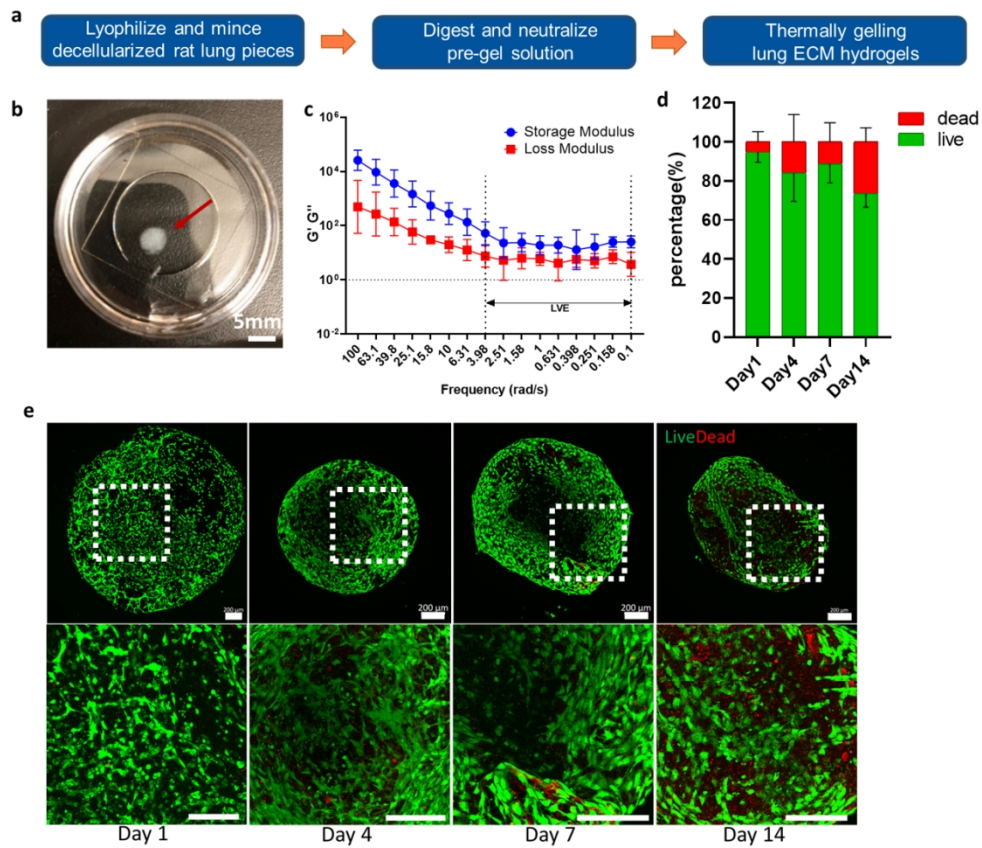 a
Lyophilize and mince
decellularized rat lung pieces
Digest and neutralize
pre-gel solution
Thermally gelling
lung ECM hydrogels
b
5mm
c
Storage Modulus
Loss Modulus
G' G''
10^6
10^4
10^2
10^0
10^-2
LVE
100
63.1
39.8
25.1
15.8
10
6.31
3.98
2.51
1.58
1
0.631
0.398
0.251
0.158
0.1
Frequency (rad/s)
d
dead
live
percentage(%)
120
100
80
60
40
20
0
Day1
Day4
Day7
Day14
e
LiveDead
200 μm
200 μm
200 μm
200 μm
Day 1
Day 4
Day 7
Day 14